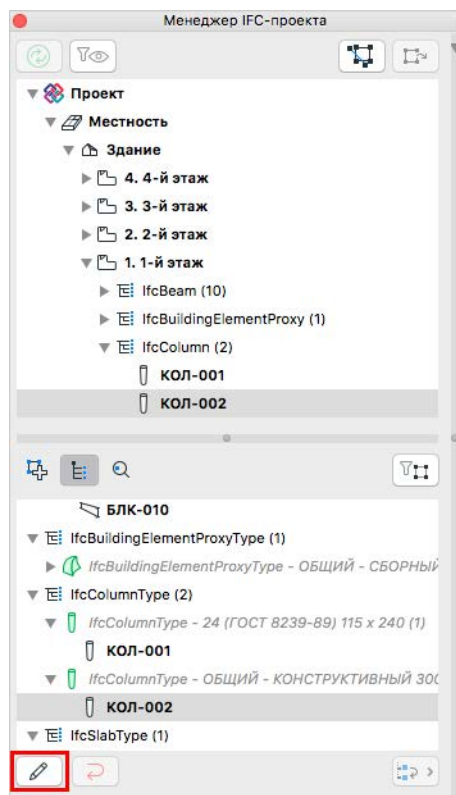 Менеджер IFC-проекта
Проект
Местность
Здание
4. 4-й этаж
3. 3-й этаж
2. 2-й этаж
1. 1-й этаж
IfcBeam (10)
IfcBuildingElementProxy (1)
IfcColumn (2)
КОЛ-001
КОЛ-002
БЛК-010
IfcBuildingElementProxyType (1)
IfcBuildingElementProxyType - ОБЩИЙ - СБОРНЫЙ
IfcColumnType (2)
IfcColumnType - 24 (ГОСТ 8239-89) 115 x 240 (1)
КОЛ-001
IfcColumnType - ОБЩИЙ - КОНСТРУКТИВНЫЙ 300
КОЛ-002
IfcSlabType (1)